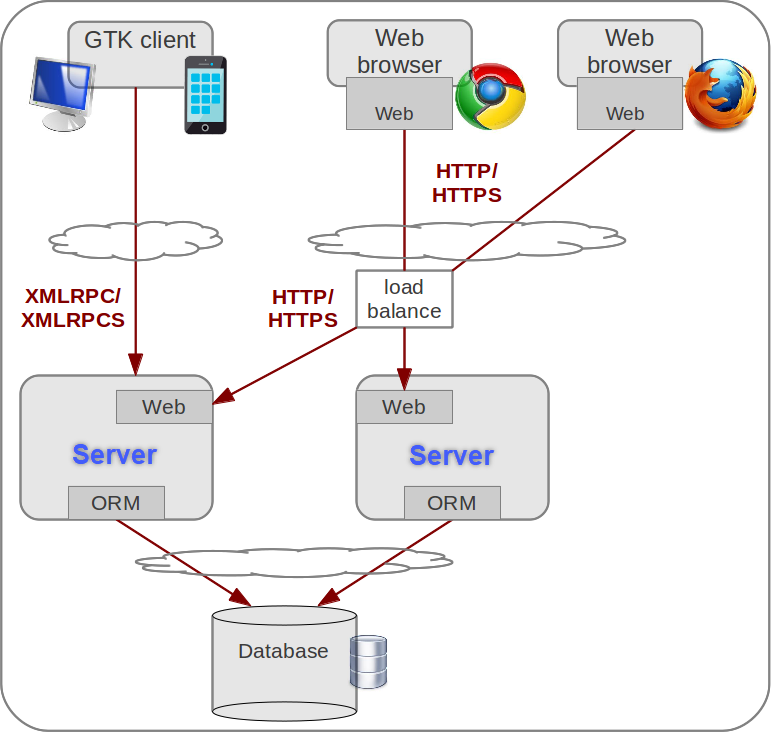 GTK client
Web
browser
Web
Web
browser
Web
HTTP/
HTTPS
XMLRPC/
XMLRPCS
HTTP/
HTTPS
load
balance
Web
Server
ORM
Web
Server
ORM
Database